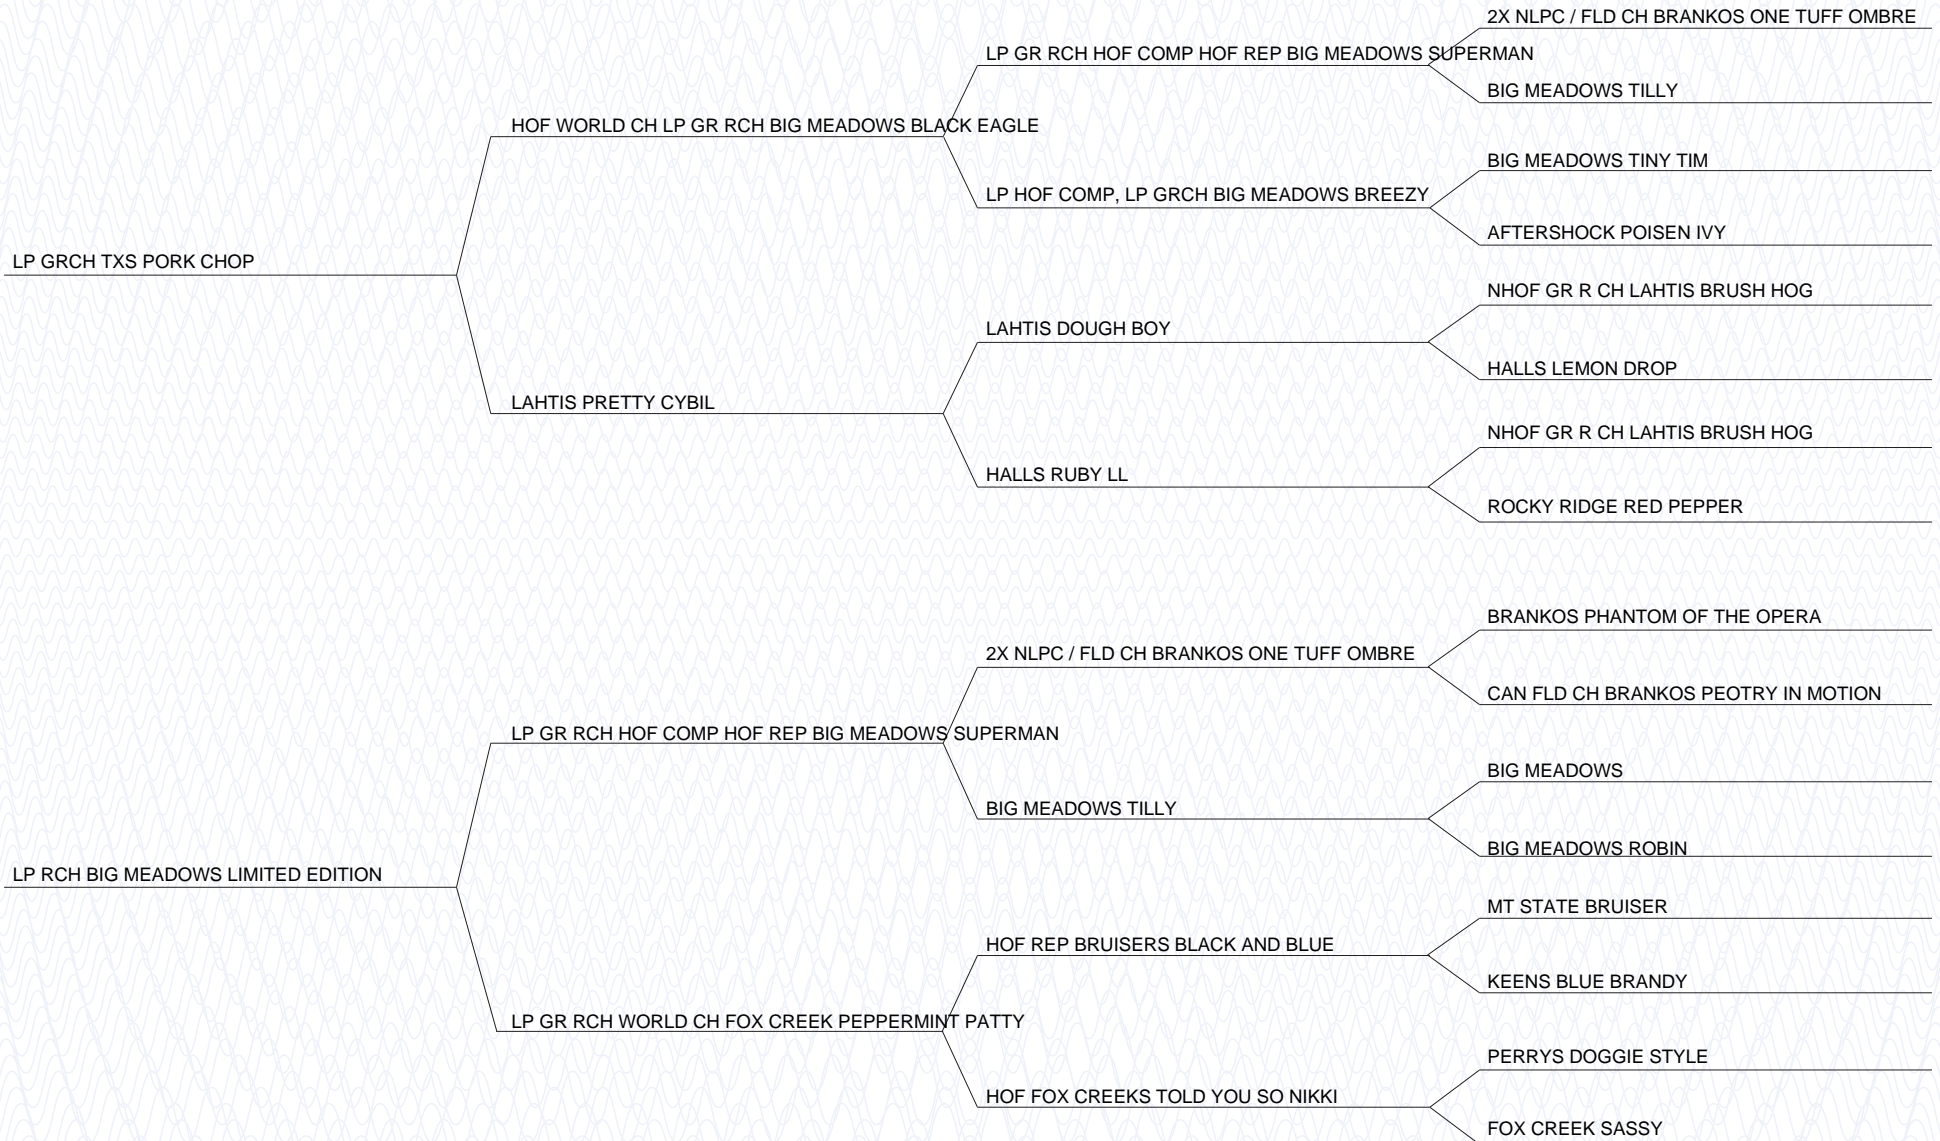 2X NLPC / FLD CH BRANKOS ONE TUFF OMBRE
LP GR RCH HOF COMP HOF REP BIG MEADOWS SUPERMAN
BIG MEADOWS TILLY
HOF WORLD CH LP GR RCH BIG MEADOWS BLACK EAGLE
BIG MEADOWS TINY TIM
LP HOF COMP, LP GRCH BIG MEADOWS BREEZY
AFTERSHOCK POISEN IVY
LP GRCH TXS PORK CHOP
NHOF GR R CH LAHTIS BRUSH HOG
LAHTIS DOUGH BOY
HALLS LEMON DROP
LAHTIS PRETTY CYBIL
NHOF GR R CH LAHTIS BRUSH HOG
HALLS RUBY LL
ROCKY RIDGE RED PEPPER
BRANKOS PHANTOM OF THE OPERA
2X NLPC / FLD CH BRANKOS ONE TUFF OMBRE
CAN FLD CH BRANKOS PEOTRY IN MOTION
LP GR RCH HOF COMP HOF REP BIG MEADOWS SUPERMAN
BIG MEADOWS
BIG MEADOWS TILLY
BIG MEADOWS ROBIN
LP RCH BIG MEADOWS LIMITED EDITION
MT STATE BRUISER
HOF REP BRUISERS BLACK AND BLUE
KEENS BLUE BRANDY
LP GR RCH WORLD CH FOX CREEK PEPPERMINT PATTY
PERRYS DOGGIE STYLE
HOF FOX CREEKS TOLD YOU SO NIKKI
FOX CREEK SASSY